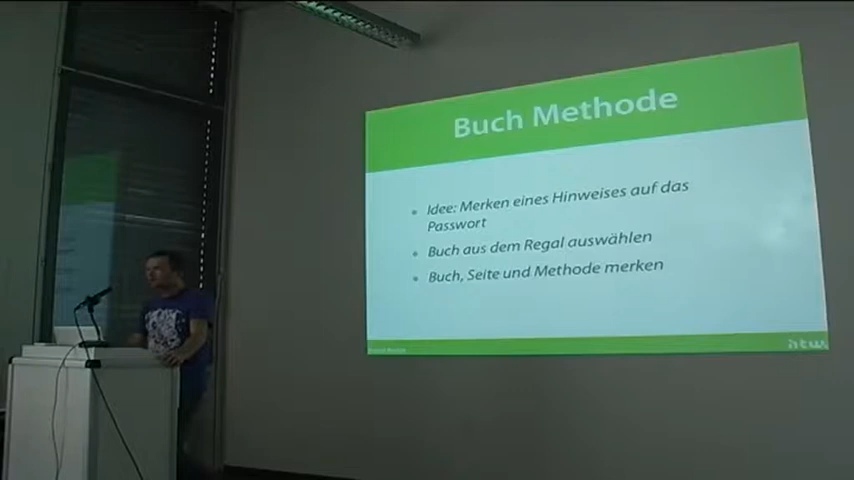 Buch Methode
Idee: Merken eines Hinweises auf das
Passwort
Buch aus dem Regal auswählen
Buch, Seite und Methode merken
htw